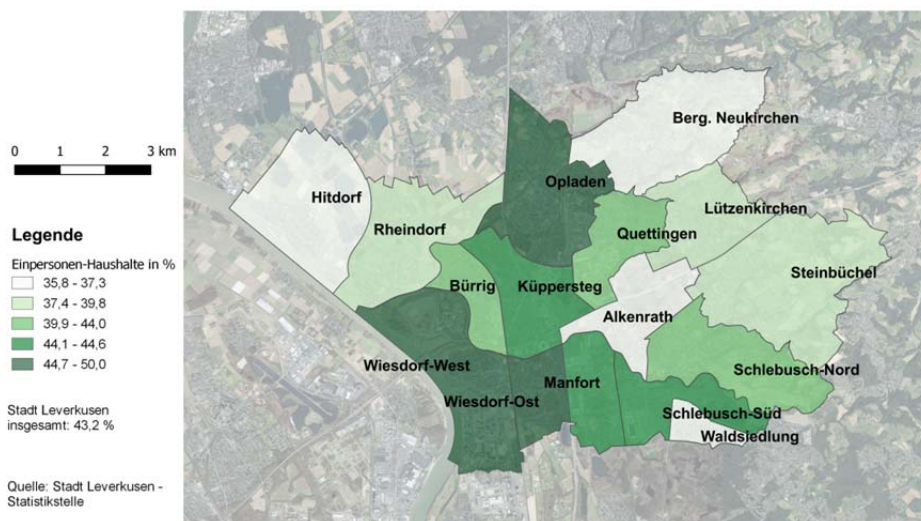 0 1 2 3 km
Legende
Einpersonen-Haushalte in %
35,8 - 37,3
37,4 - 39,8
39,9 - 44,0
44,1 - 44,6
44,7 - 50,0
Stadt Leverkusen
insgesamt: 43,2 %
Quelle: Stadt Leverkusen -
Statistikstelle
Berg. Neukirchen
Opladen
Hitdorf
Lützenkirchen
Rheindorf
Quettingen
Steinbüchel
Bürrig
Küppersteg
Alkenrath
Wiesdorf-West
Schlebusch-Nord
Manfort
Wiesdorf-Ost
Schlebusch-Süd
Waldsiedlung